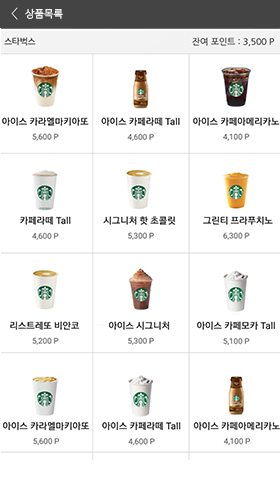 상품목록
스타벅스 잔여 포인트 : 3,500 P
아이스 카라멜마키아또 아이스 카페라떼 Tall 아이스 카페아메리카노
5,600 P 4,600 P 4,100 P
카페라떼 Tall 시그니처 핫 초콜릿 그린티 프라푸치노
4,600 P 5,300 P 6,300 P
리스트레또 비안코 아이스 시그니처 아이스 카페모카 Tall
5,200 P 5,300 P 5,100 P
아이스 카라멜마키아또 아이스 카페라떼 Tall 아이스 카페아메리카노
5,600 P 4,600 P 4,100 P